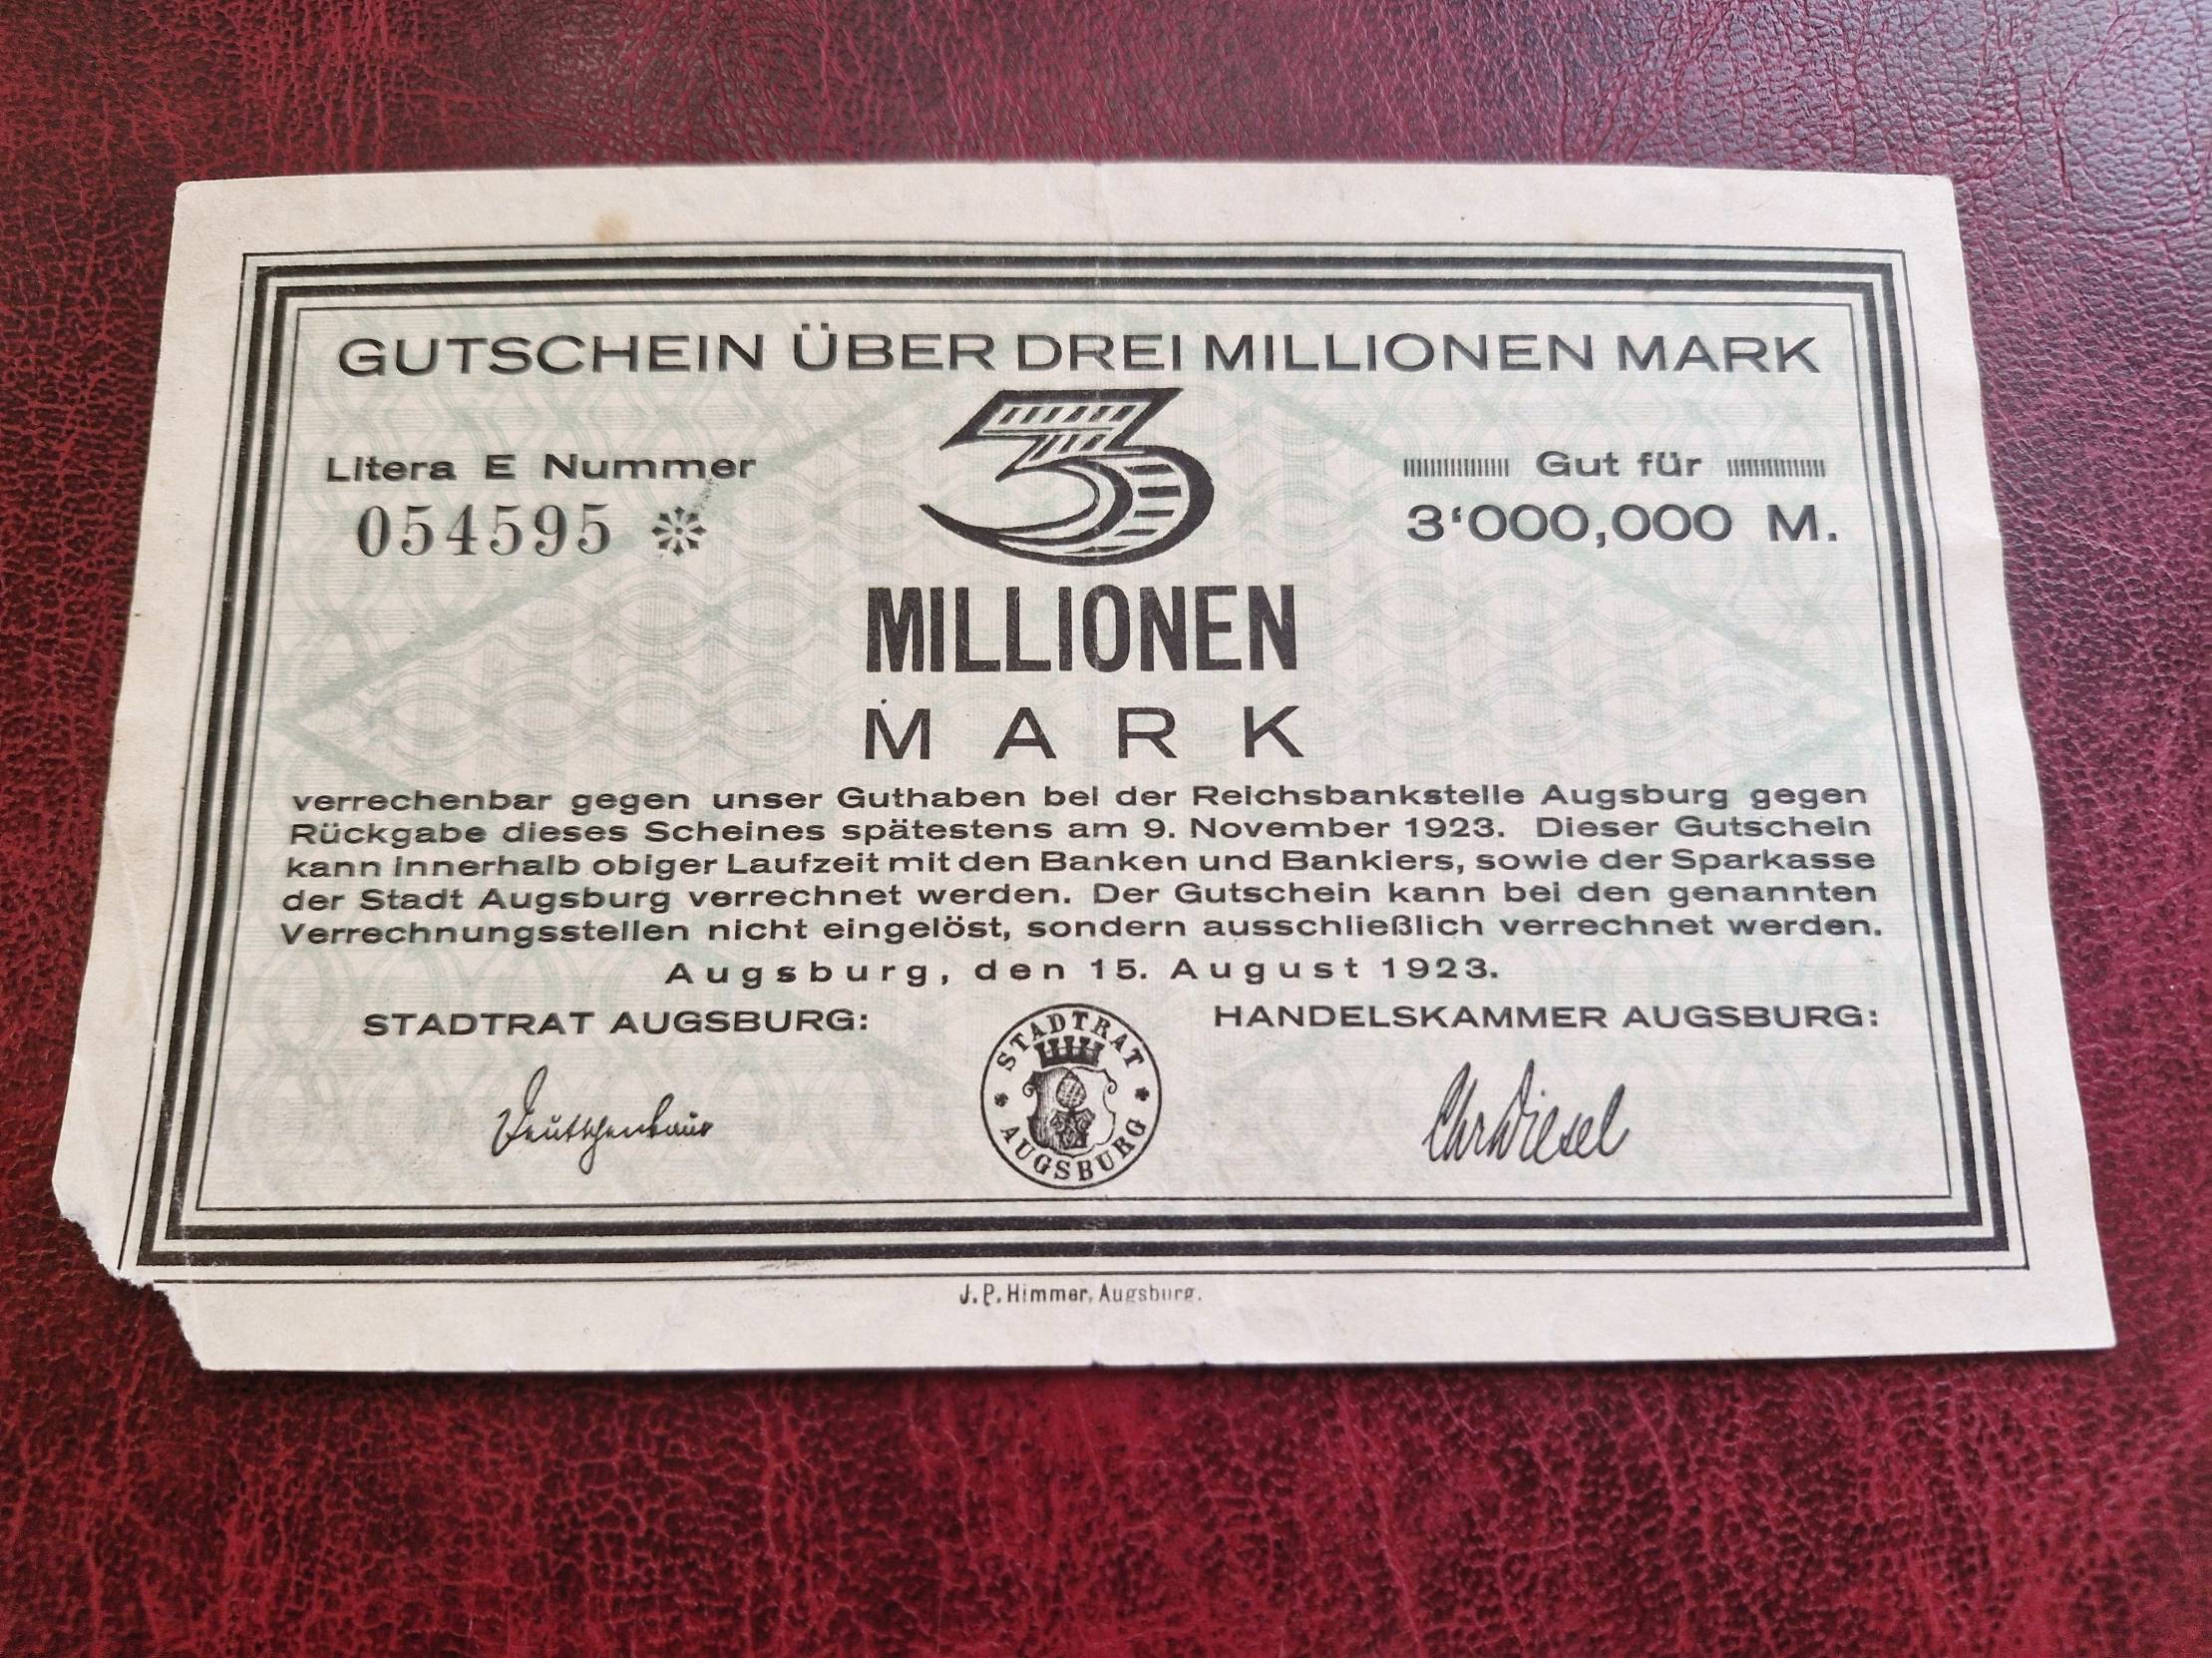 GUTSCHEIN ÜBER DREI MILLIONEN MARK
3
Litera E Nummer
054595
Gut für
3'000,000 M.
MILLIONEN
MARK
verrechenbar gegen unser Guthaben bei der Reichsbankstelle Augsburg gegen
Rückgabe dieses Scheines spätestens am 9. November 1923. Dieser Gutschein
kann innerhalb obiger Laufzeit mit den Banken und Bankiers, sowie der Sparkasse
der Stadt Augsburg verrechnet werden. Der Gutschein kann bei den genannten
Verrechnungsstellen nicht eingelöst, sondern ausschließlich verrechnet werden.
Augsburg, den 15. August 1923.
STADTRAT AUGSBURG:
HANDELSKAMMER AUGSBURG:
STADTRAT
AUGSBURG
Deutschenbaur
Chr Diesel
J. P. Himmer, Augsburg.